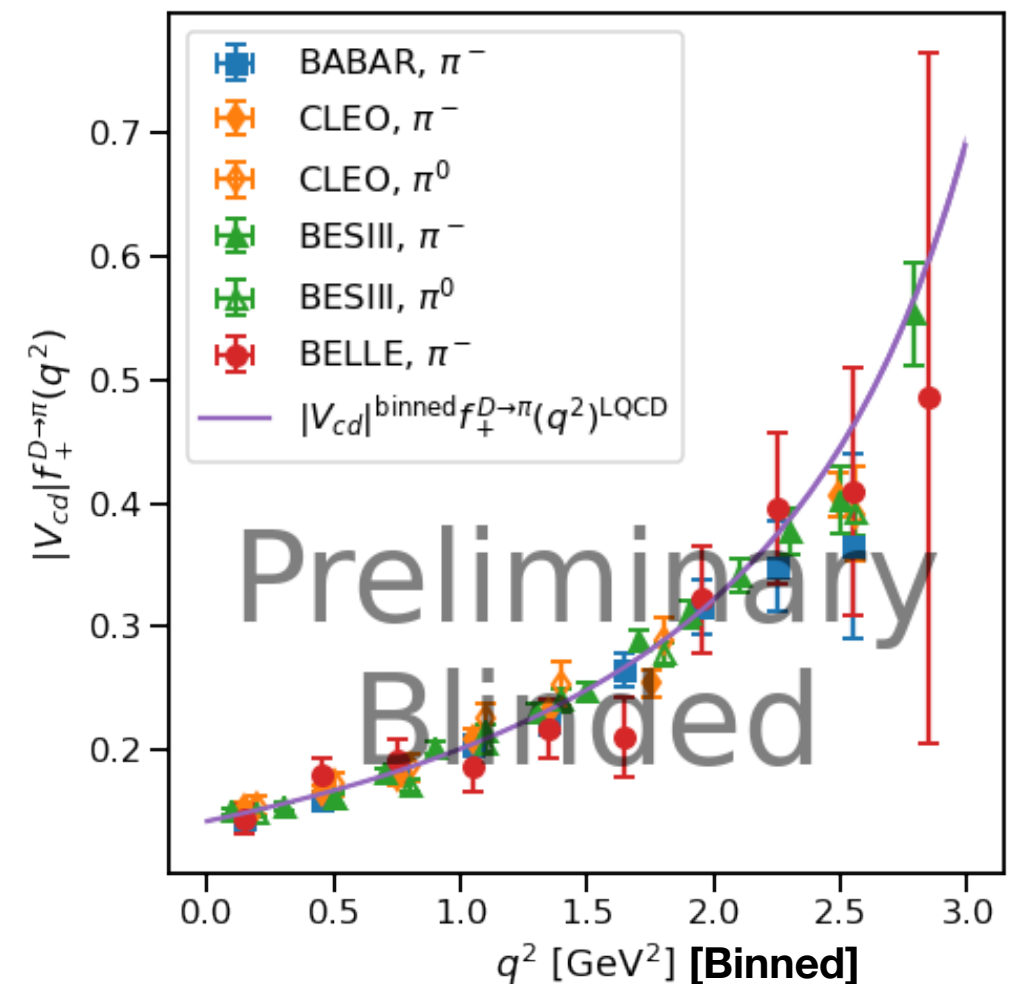 BABAR, π⁻
CLEO, π⁻
CLEO, π⁰
BESIII, π⁻
BESIII, π⁰
BELLE, π⁻
|V_cd|^binned f_+^{D→π}(q²)^LQCD
0.7
0.6
0.5
0.4
0.3
0.2
|V_cd|f_+^{D→π}(q²)
Preliminary
Blinded
0.0 0.5 1.0 1.5 2.0 2.5 3.0
q² [GeV²] [Binned]